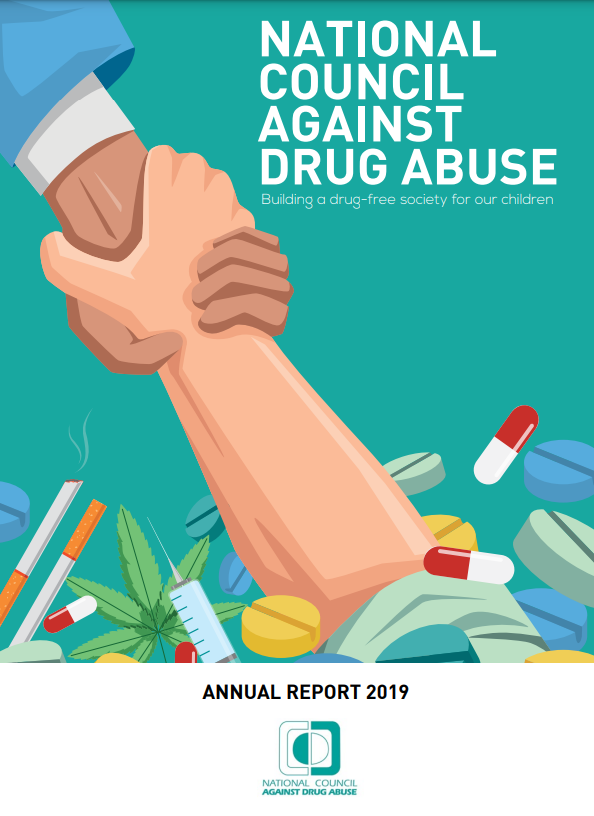 NATIONAL
COUNCIL
AGAINST
DRUG ABUSE
Building a drug-free society for our children
ANNUAL REPORT 2019
NATIONAL COUNCIL
AGAINST DRUG ABUSE